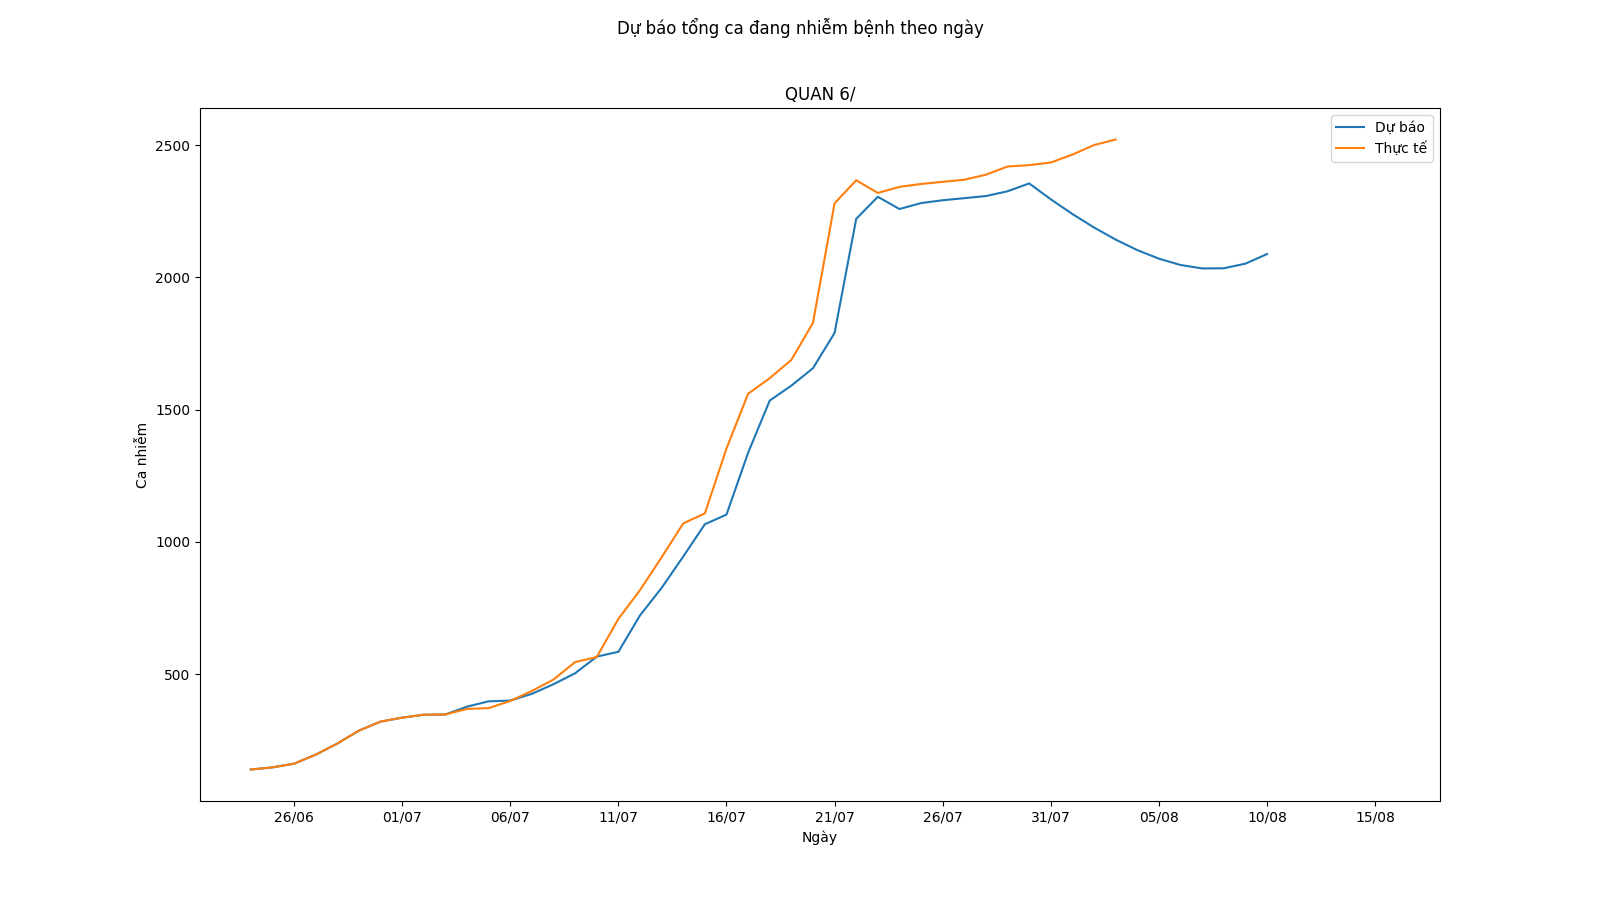 Dự báo tổng ca đang nhiễm bệnh theo ngày
QUAN 6/
Dự báo
Thực tế
2500
2000
1500
1000
500
Ca nhiễm
26/06 01/07 06/07 11/07 16/07 21/07 26/07 31/07 05/08 10/08 15/08
Ngày